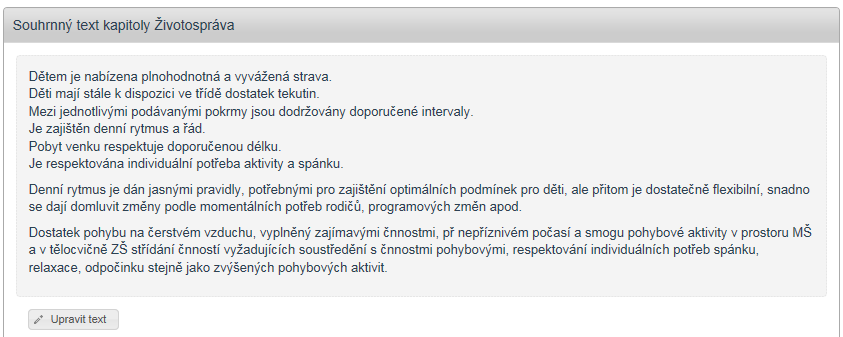 Souhrnný text kapitoly Životospráva
Dětem je nabízena plnohodnotná a vyvážená strava.
Děti mají stále k dispozici ve třídě dostatek tekutin.
Mezi jednotlivými podávanými pokrmy jsou dodržovány doporučené intervaly.
Je zajištěn denní rytmus a řád.
Pobyt venku respektuje doporučenou délku.
Je respektována individuální potřeba aktivity a spánku.
Denní rytmus je dán jasnými pravidly, potřebnými pro zajištění optimálních podmínek pro děti, ale přitom je dostatečně flexibilní, snadno
se dají domluvit změny podle momentálních potřeb rodičů, programových změn apod.
Dostatek pohybu na čerstvém vzduchu, vyplněný zajímavými čnnostmi, př nepříznivém počasí a smogu pohybové aktivity v prostoru MŠ
a v tělocvičně ZŠ střídání čnností vyžadujících soustředění s čnnostmi pohybovými, respektování individuálních potřeb spánku,
relaxace, odpočinku stejně jako zvýšených pohybových aktivit.
Upravit text